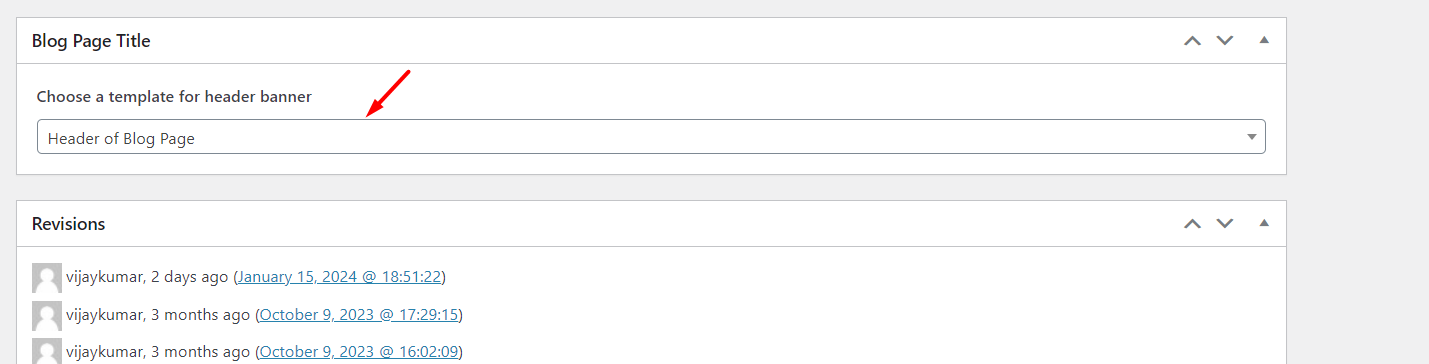 Blog Page Title
Choose a template for header banner
Header of Blog Page
Revisions
vijaykumar, 2 days ago (January 15, 2024 @ 18:51:22)
vijaykumar, 3 months ago (October 9, 2023 @ 17:29:15)
vijaykumar, 3 months ago (October 9, 2023 @ 16:02:09)